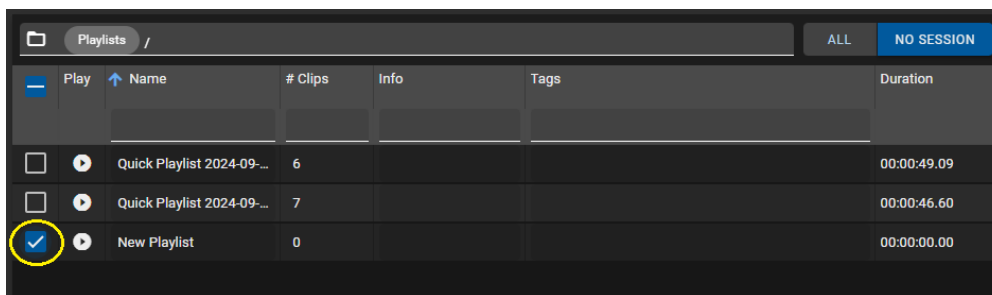 Playlists / ALL NO SESSION
Play Name # Clips Info Tags Duration
Quick Playlist 2024-09-... 6 00:00:49.09
Quick Playlist 2024-09-... 7 00:00:46.60
New Playlist 0 00:00:00.00